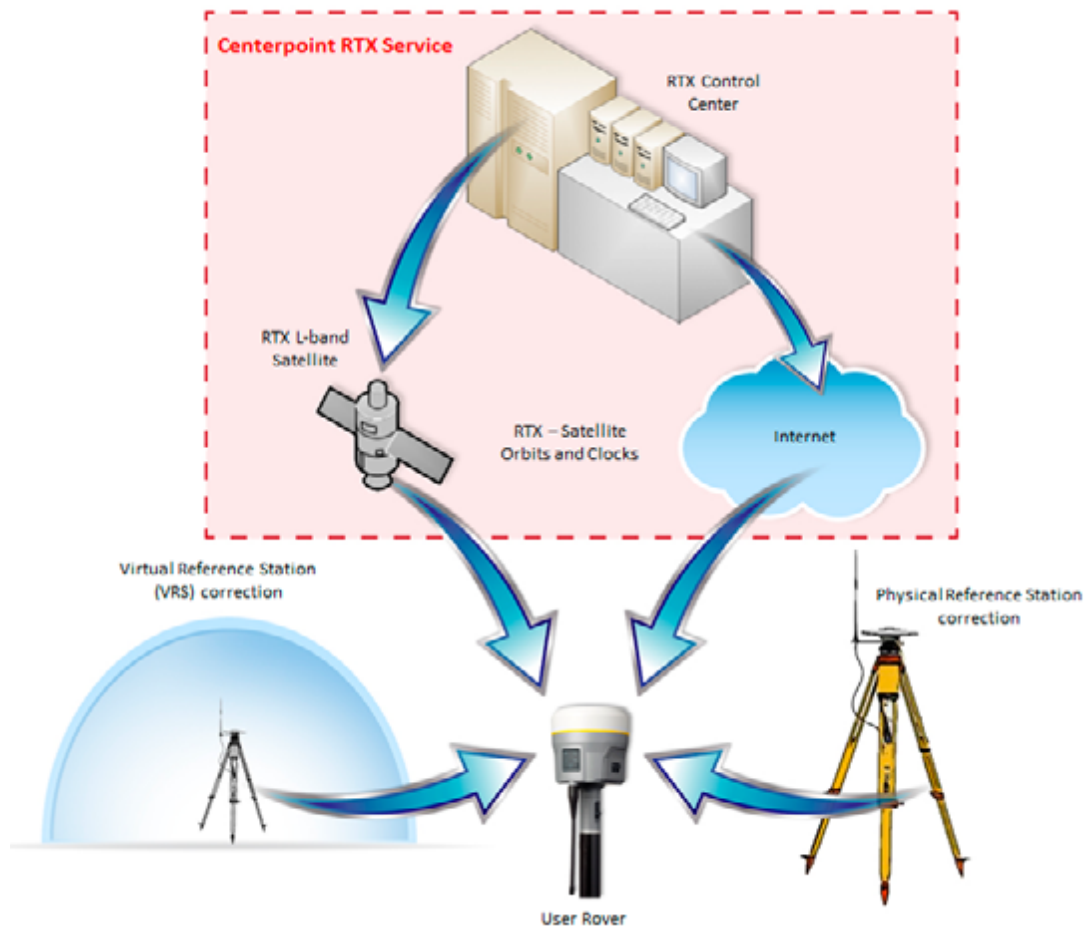 Centerpoint RTX Service
RTX Control
Center
RTX L-band
Satellite
RTX – Satellite
Orbits and Clocks
Internet
Virtual Reference Station
(VRS) correction
Physical Reference Station
correction
User Rover